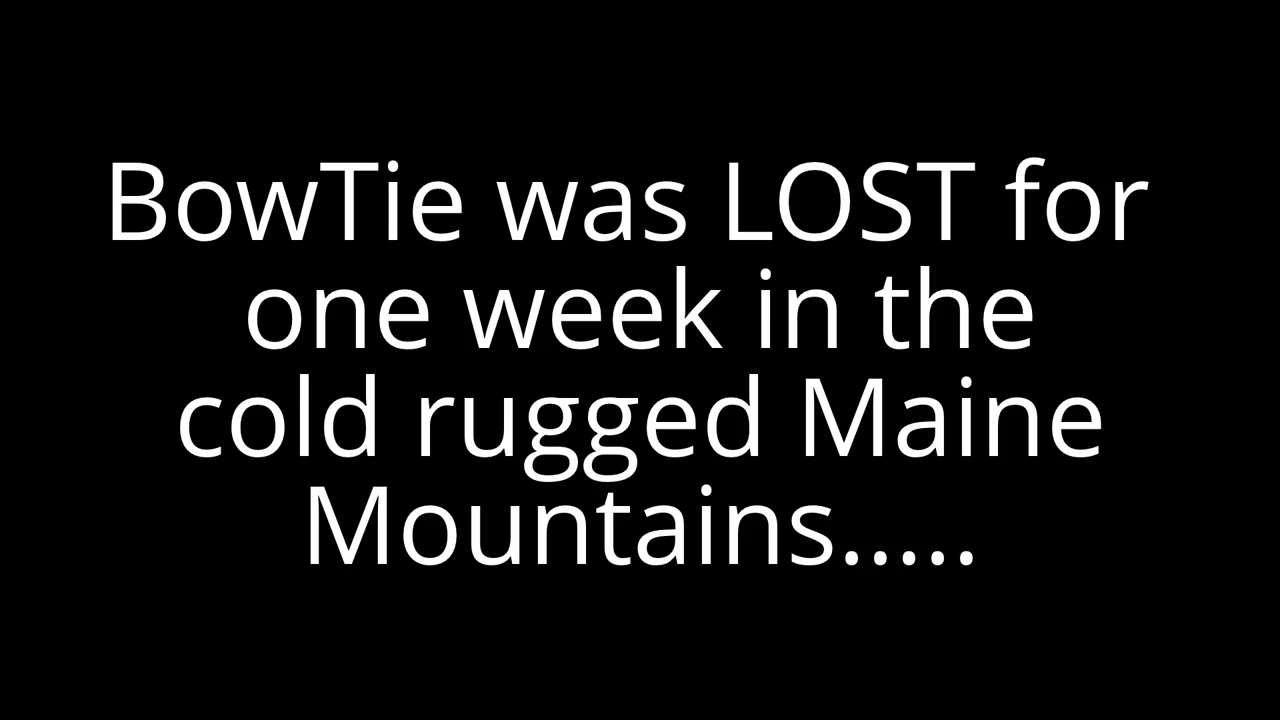 BowTie was LOST for
one week in the
cold rugged Maine
Mountains.....